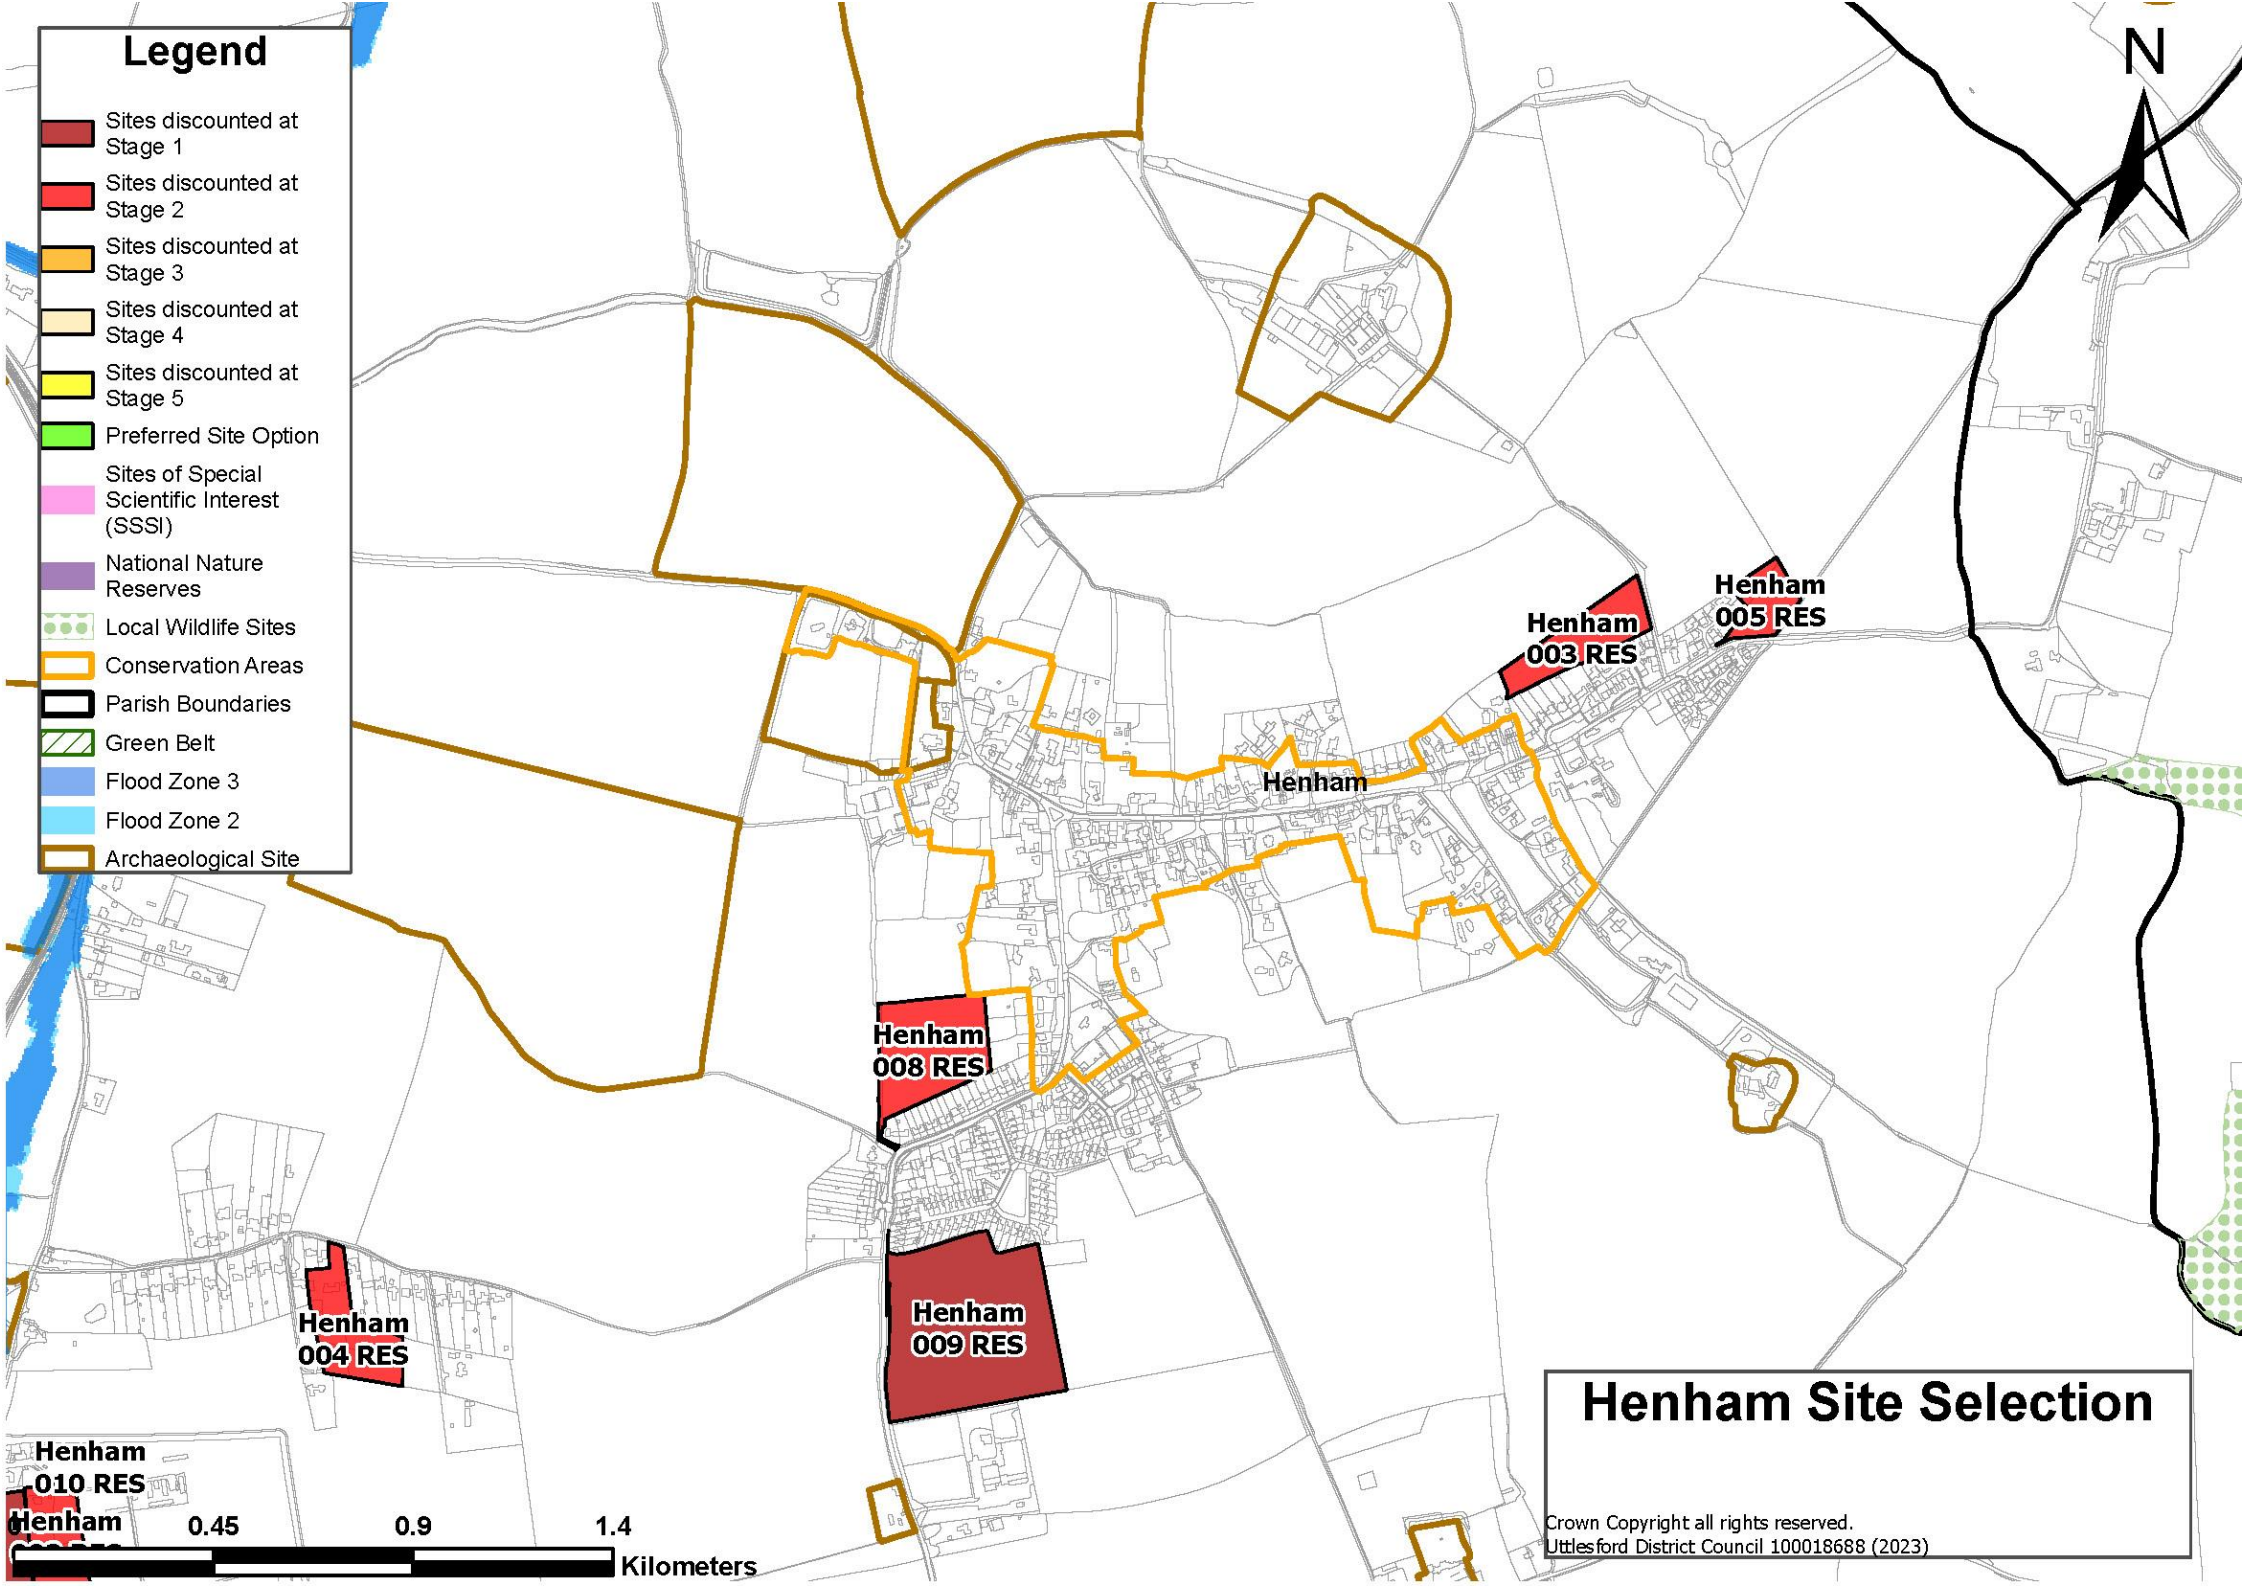 Legend
Sites discounted at
Stage 1
Sites discounted at
Stage 2
Sites discounted at
Stage 3
Sites discounted at
Stage 4
Sites discounted at
Stage 5
Preferred Site Option
Sites of Special
Scientific Interest
(SSSI)
National Nature
Reserves
Local Wildlife Sites
Conservation Areas
Parish Boundaries
Green Belt
Flood Zone 3
Flood Zone 2
Archaeological Site
N
Henham
005 RES
Henham
003 RES
Henham
Henham
008 RES
Henham
009 RES
Henham
004 RES
Henham
010 RES
Henham
0.45 0.9 1.4
Kilometers
Henham Site Selection
Crown Copyright all rights reserved.
Uttlesford District Council 100018688 (2023)